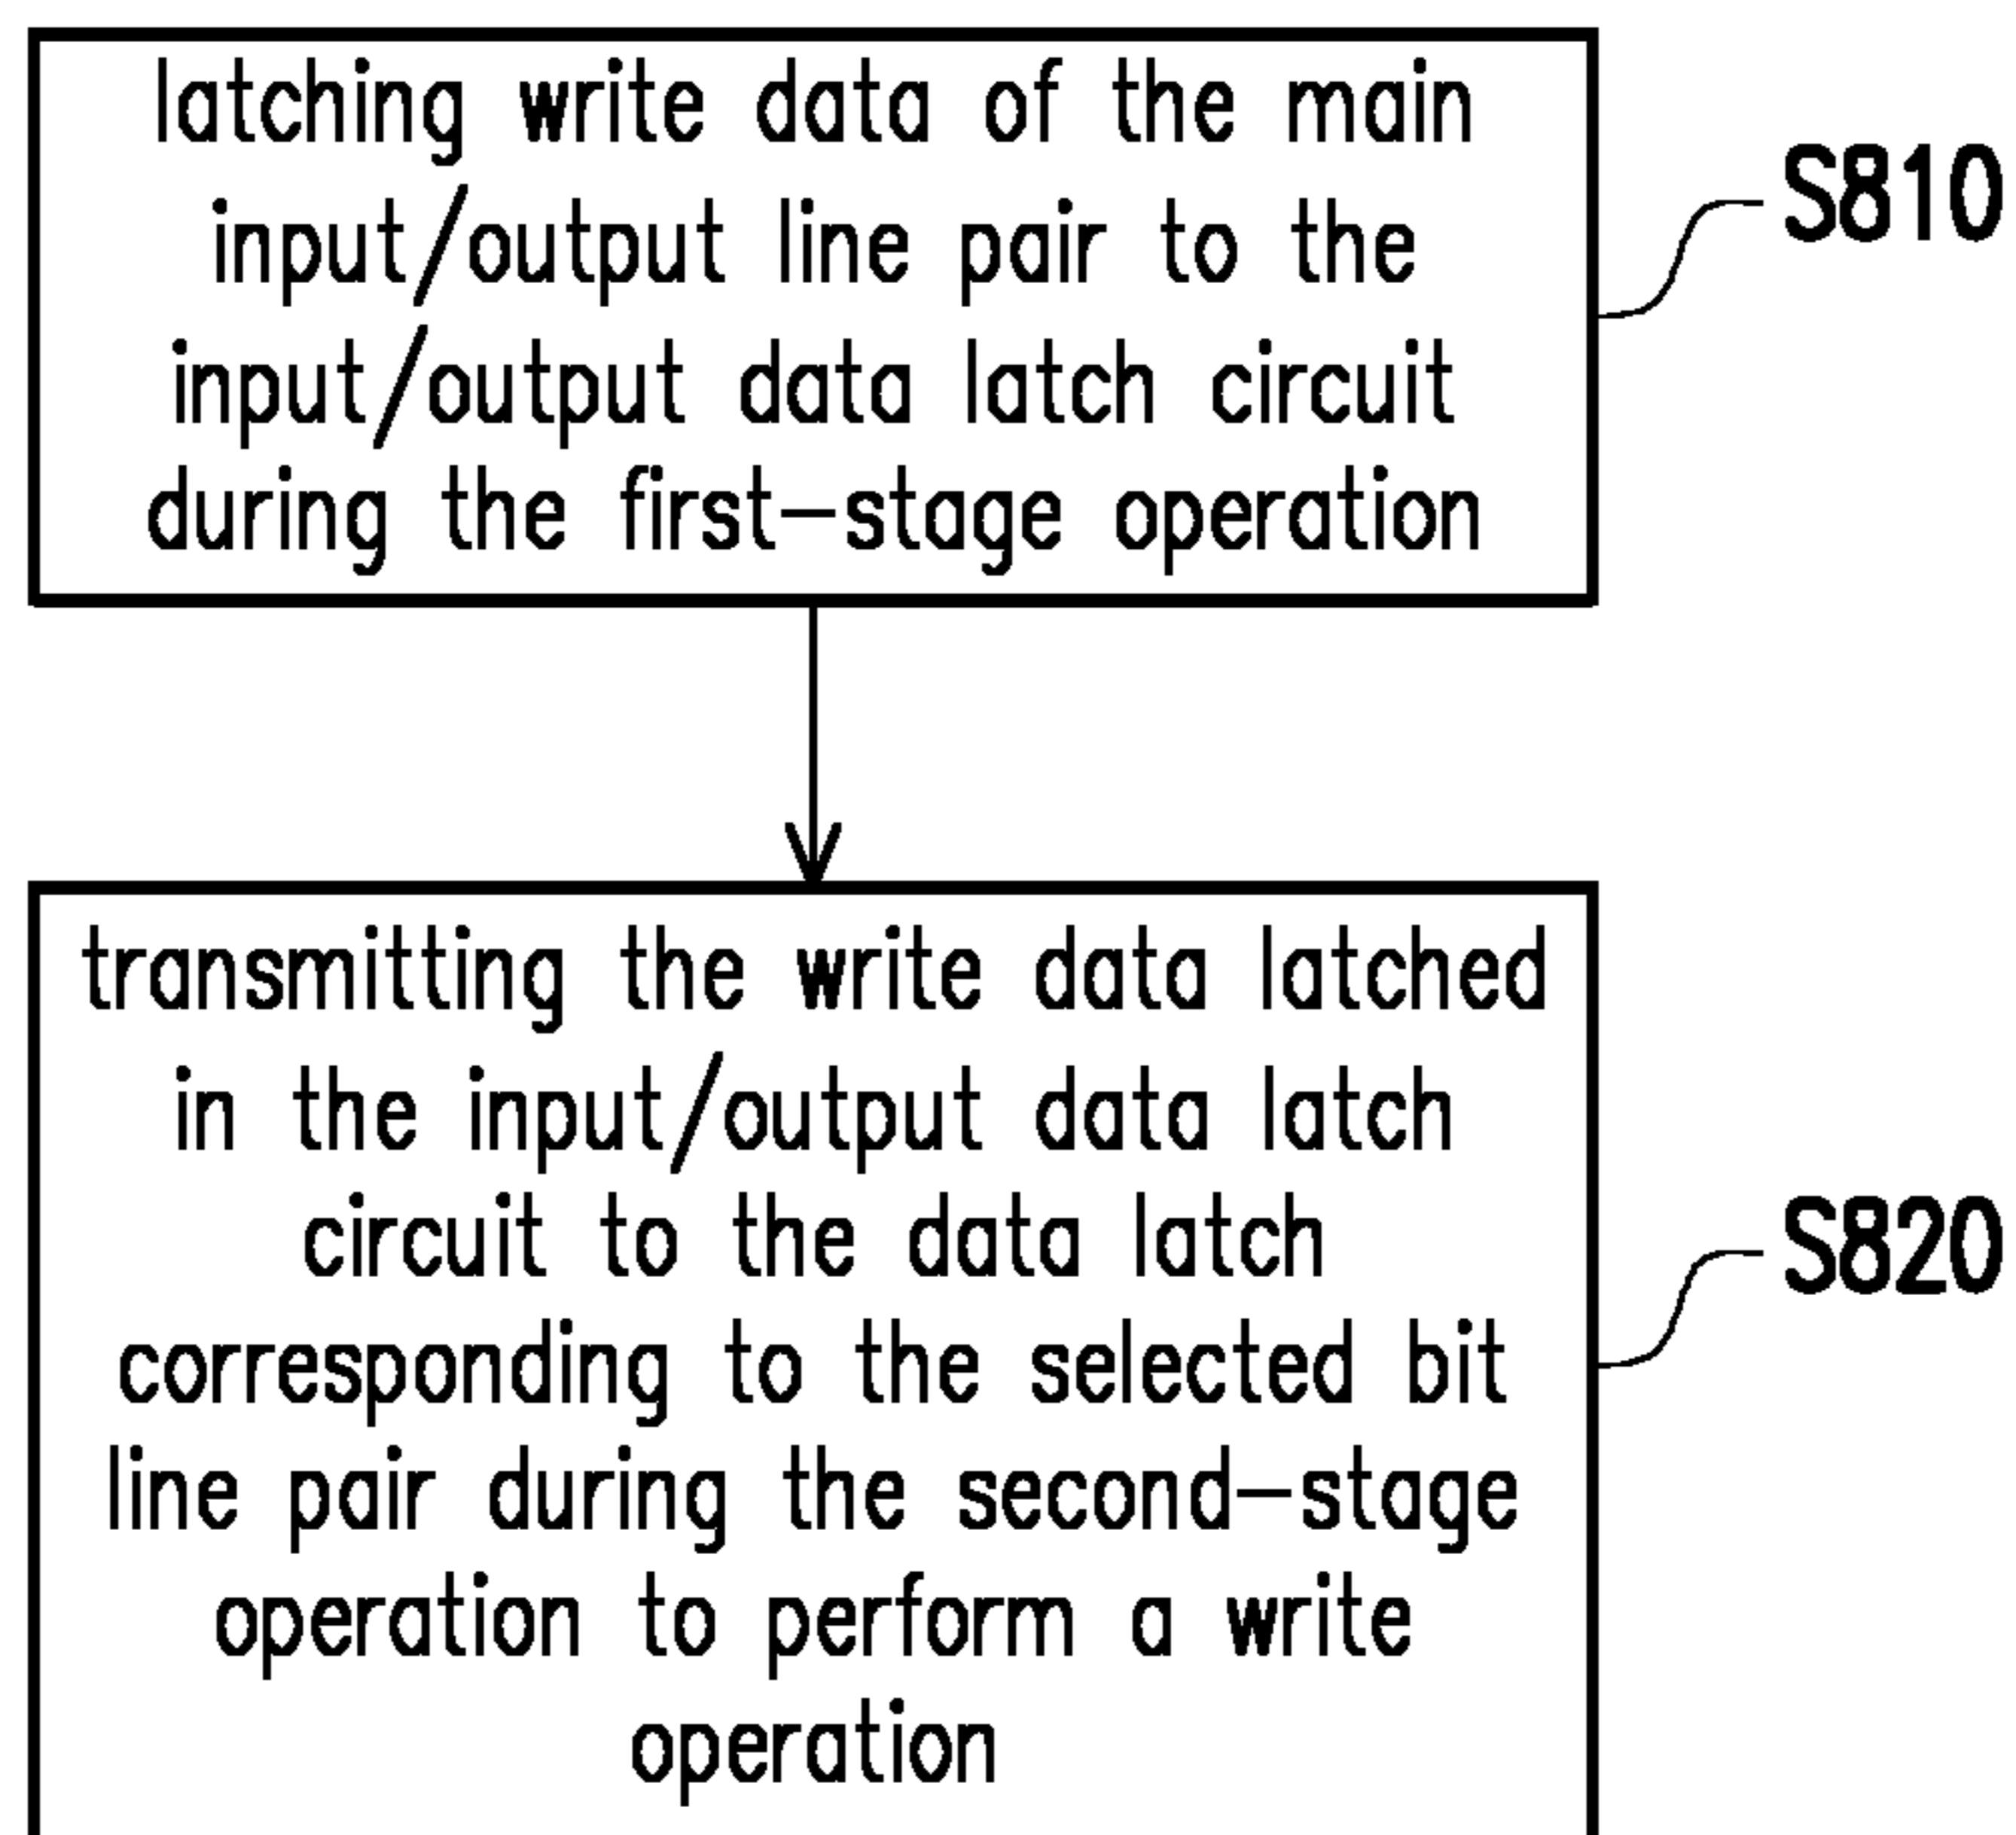 latching write data of the main
input/output line pair to the
input/output data latch circuit
during the first-stage operation
S810
transmitting the write data latched
in the input/output data latch
circuit to the data latch
corresponding to the selected bit
line pair during the second-stage
operation to perform a write
operation
S820